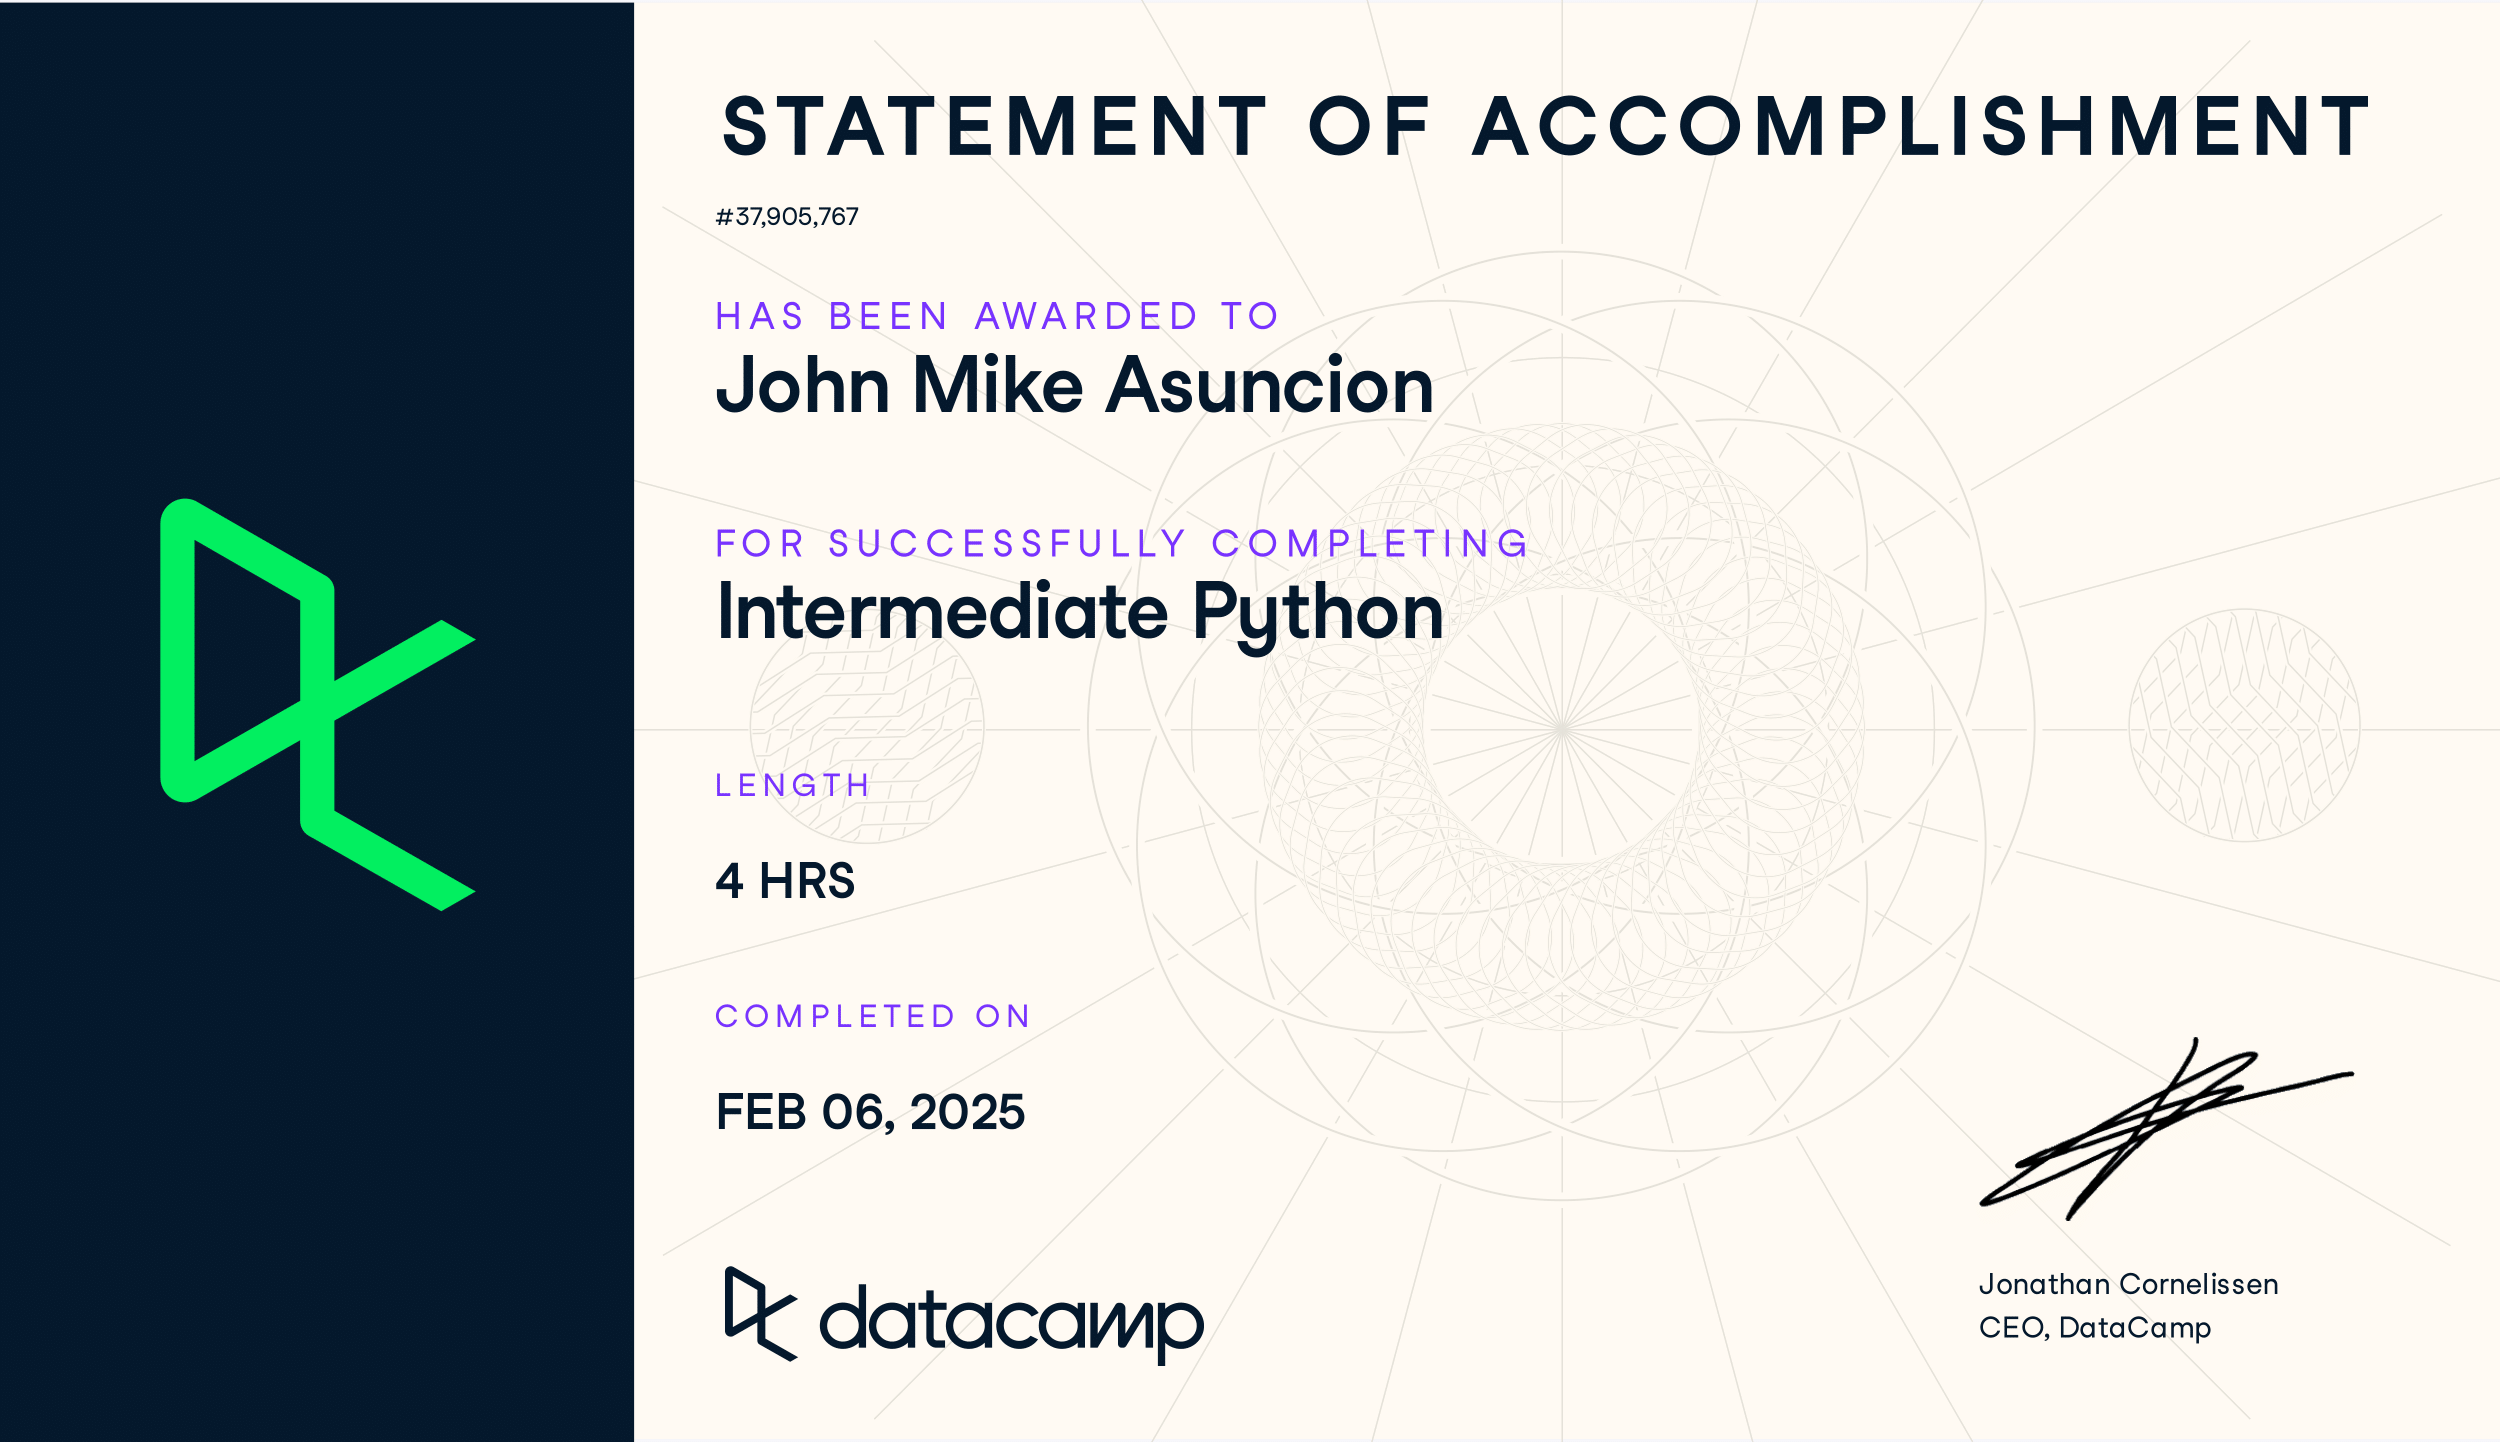 STATEMENT OF ACCOMPLISHMENT
#37,905,767
HAS BEEN AWARDED TO
John Mike Asuncion
FOR SUCCESSFULLY COMPLETING
Intermediate Python
LENGTH
4 HRS
COMPLETED ON
FEB 06, 2025
datacamp
Jonathan Cornelissen
CEO, DataCamp